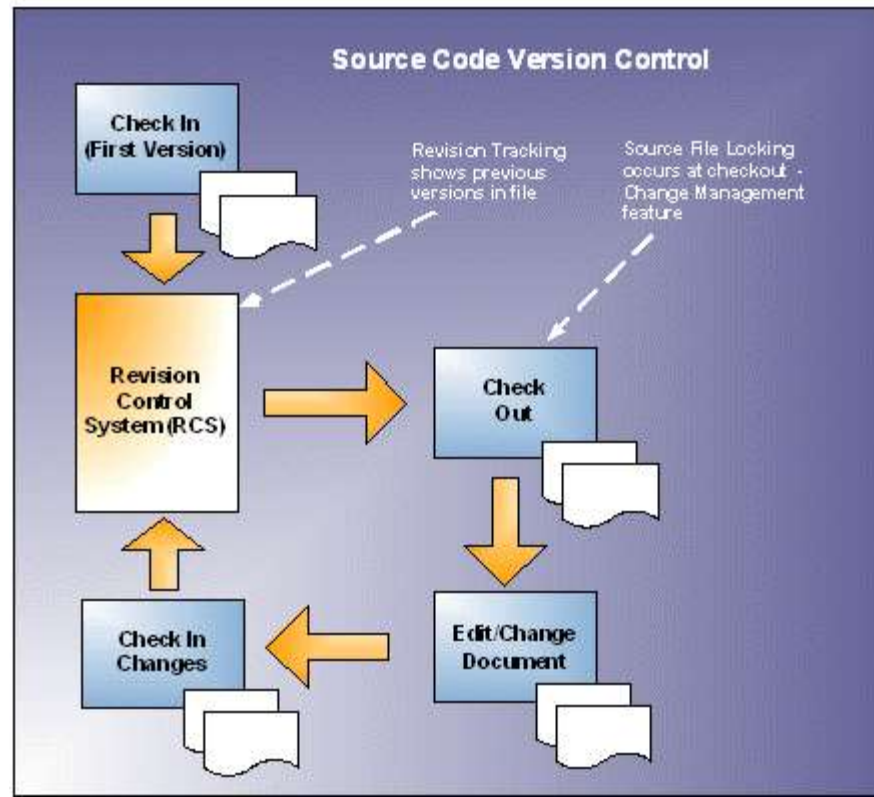 Source Code Version Control
Check In
(First Version)
Revision Tracking
shows previous
versions in file
Source File Locking
occurs at checkout -
Change Management
feature
Revision
Control
System(RCS)
Check
Out
Edit/Change
Document
Check In
Changes